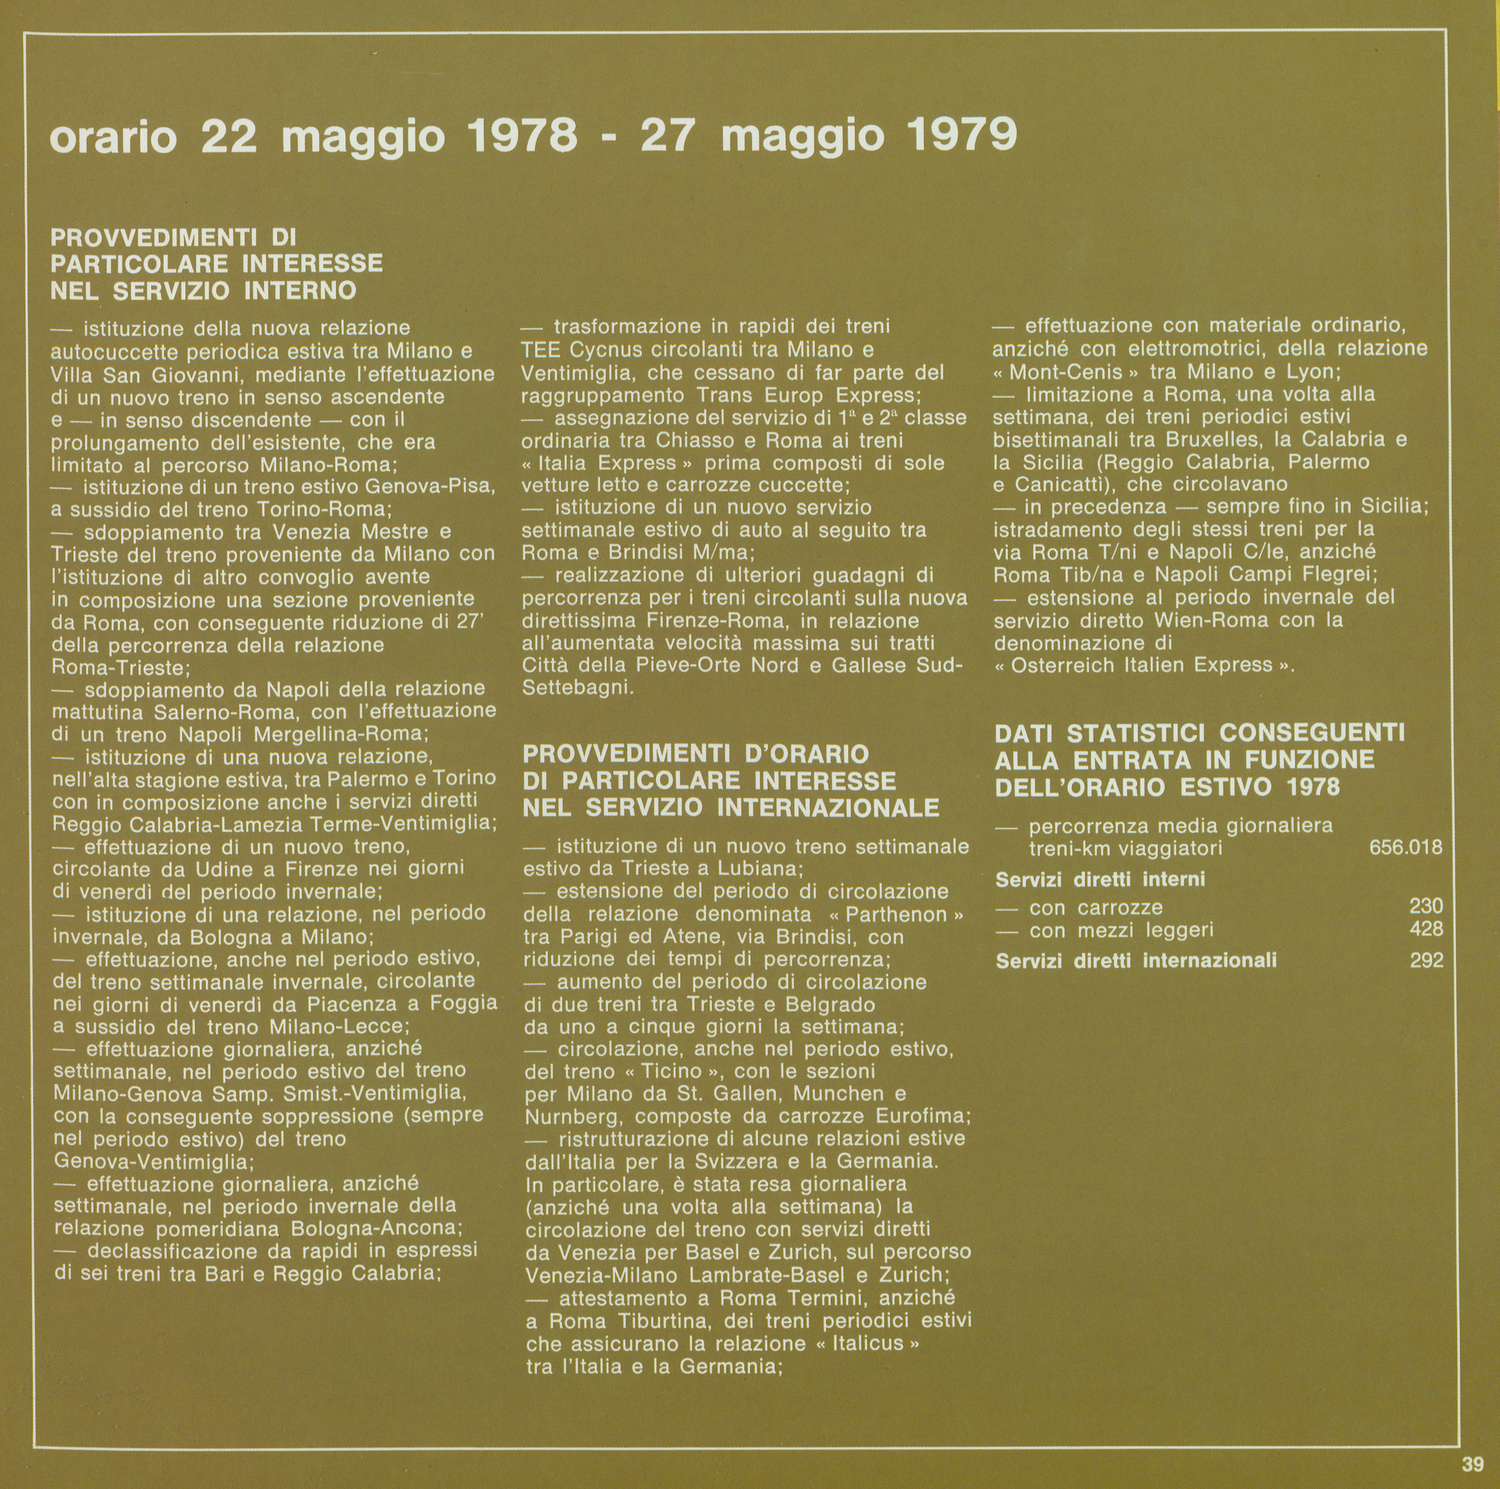 orario 22 maggio 1978 - 27 maggio 1979
PROVVEDIMENTI DI
PARTICOLARE INTERESSE
NEL SERVIZIO INTERNO
— istituzione della nuova relazione
autocuccette periodica estiva tra Milano e
Villa San Giovanni, mediante l'effettuazione
di un nuovo treno in senso ascendente
e — in senso discendente — con il
prolungamento dell'esistente, che era
limitato al percorso Milano-Roma;
— istituzione di un treno estivo Genova-Pisa,
a sussidio del treno Torino-Roma;
— sdoppiamento tra Venezia Mestre e
Trieste del treno proveniente da Milano con
l'istituzione di altro convoglio avente
in composizione una sezione proveniente
da Roma, con conseguente riduzione di 27'
della percorrenza della relazione
Roma-Trieste;
— sdoppiamento da Napoli della relazione
mattutina Salerno-Roma, con l'effettuazione
di un treno Napoli Mergellina-Roma;
— istituzione di una nuova relazione,
nell'alta stagione estiva, tra Palermo e Torino
con in composizione anche i servizi diretti
Reggio Calabria-Lamezia Terme-Ventimiglia;
— effettuazione di un nuovo treno,
circolante da Udine a Firenze nei giorni
di venerdì del periodo invernale;
— istituzione di una relazione, nel periodo
invernale, da Bologna a Milano;
— effettuazione, anche nel periodo estivo,
del treno settimanale invernale, circolante
nei giorni di venerdì da Piacenza a Foggia
a sussidio del treno Milano-Lecce;
— effettuazione giornaliera, anziché
settimanale, nel periodo estivo del treno
Milano-Genova Samp. Smist.-Ventimiglia,
con la conseguente soppressione (sempre
nel periodo estivo) del treno
Genova-Ventimiglia;
— effettuazione giornaliera, anziché
settimanale, nel periodo invernale della
relazione pomeridiana Bologna-Ancona;
— declassificazione da rapidi in espressi
di sei treni tra Bari e Reggio Calabria;
— trasformazione in rapidi dei treni
TEE Cycnus circolanti tra Milano e
Ventimiglia, che cessano di far parte del
raggruppamento Trans Europ Express;
— assegnazione del servizio di 1ª e 2ª classe
ordinaria tra Chiasso e Roma ai treni
« Italia Express » prima composti di sole
vetture letto e carrozze cuccette;
— istituzione di un nuovo servizio
settimanale estivo di auto al seguito tra
Roma e Brindisi M/ma;
— realizzazione di ulteriori guadagni di
percorrenza per i treni circolanti sulla nuova
direttissima Firenze-Roma, in relazione
all'aumentata velocità massima sui tratti
Città della Pieve-Orte Nord e Gallese Sud-
Settebagni.
PROVVEDIMENTI D'ORARIO
DI PARTICOLARE INTERESSE
NEL SERVIZIO INTERNAZIONALE
— istituzione di un nuovo treno settimanale
estivo da Trieste a Lubiana;
— estensione del periodo di circolazione
della relazione denominata « Parthenon »
tra Parigi ed Atene, via Brindisi, con
riduzione dei tempi di percorrenza;
— aumento del periodo di circolazione
di due treni tra Trieste e Belgrado
da uno a cinque giorni la settimana;
— circolazione, anche nel periodo estivo,
del treno « Ticino », con le sezioni
per Milano da St. Gallen, Munchen e
Nurnberg, composte da carrozze Eurofima;
— ristrutturazione di alcune relazioni estive
dall'Italia per la Svizzera e la Germania.
In particolare, è stata resa giornaliera
(anziché una volta alla settimana) la
circolazione del treno con servizi diretti
da Venezia per Basel e Zurich, sul percorso
Venezia-Milano Lambrate-Basel e Zurich;
— attestamento a Roma Termini, anziché
a Roma Tiburtina, dei treni periodici estivi
che assicurano la relazione « Italicus »
tra l'Italia e la Germania;
— effettuazione con materiale ordinario,
anziché con elettromotrici, della relazione
« Mont-Cenis » tra Milano e Lyon;
— limitazione a Roma, una volta alla
settimana, dei treni periodici estivi
bisettimanali tra Bruxelles, la Calabria e
la Sicilia (Reggio Calabria, Palermo
e Canicattì), che circolavano
— in precedenza — sempre fino in Sicilia;
istradamento degli stessi treni per la
via Roma T/ni e Napoli C/le, anziché
Roma Tib/na e Napoli Campi Flegrei;
— estensione al periodo invernale del
servizio diretto Wien-Roma con la
denominazione di
« Osterreich Italien Express ».
DATI STATISTICI CONSEGUENTI
ALLA ENTRATA IN FUNZIONE
DELL'ORARIO ESTIVO 1978
— percorrenza media giornaliera
treni-km viaggiatori 656.018
Servizi diretti interni
— con carrozze 230
— con mezzi leggeri 428
Servizi diretti internazionali 292
39